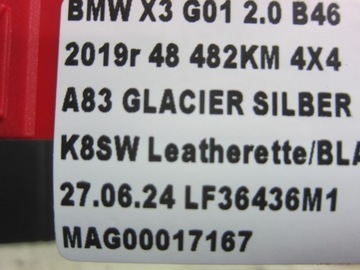 BMW X3 G01 2.0 B46
2019r 48 482KM 4X4
A83 GLACIER SILBER
K8SW Leatherette/BLA
27.06.24 LF36436M1
MAG00017167